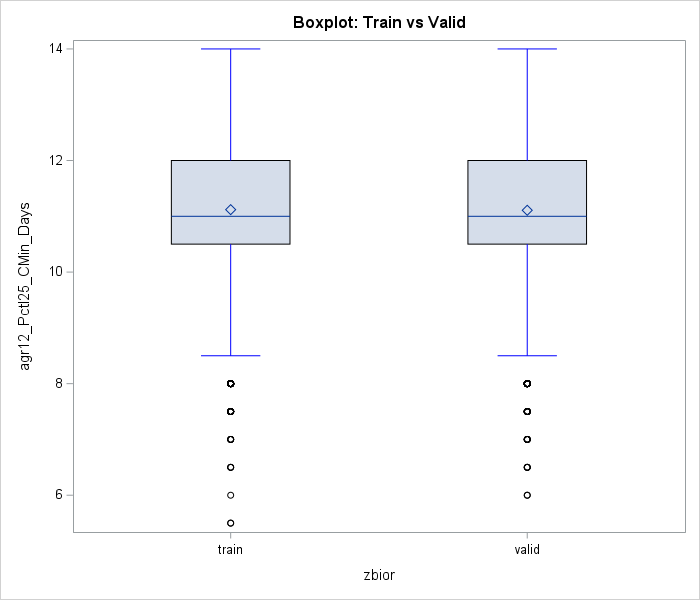 Boxplot: Train vs Valid
14
12
10
8
6
agr12_Pctl25_CMin_Days
train
valid
zbior